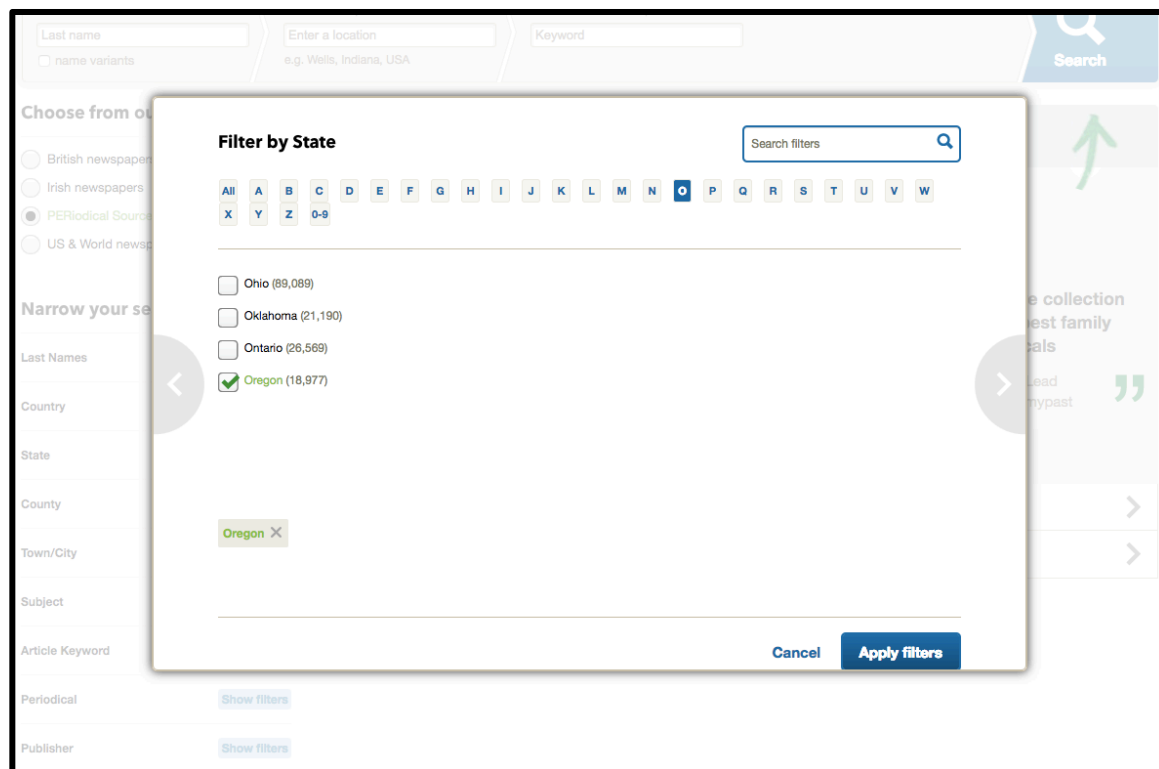 Last name
Enter a location
Keyword
name variants
e.g. Wells, Indiana, USA
Search
Choose from ou
British newspaper
Irish newspapers
PERiodical Source
US & World newsp
Narrow your se
Last Names
Country
State
County
Town/City
Subject
Article Keyword
Periodical
Show filters
Publisher
Show filters
Filter by State
Search filters
All A B C D E F G H I J K L M N O P Q R S T U V W
X Y Z 0-9
Ohio (89,089)
Oklahoma (21,190)
Ontario (26,569)
Oregon (18,977)
Oregon
Cancel
Apply filters
e collection
est family
cals
Lead
mypast